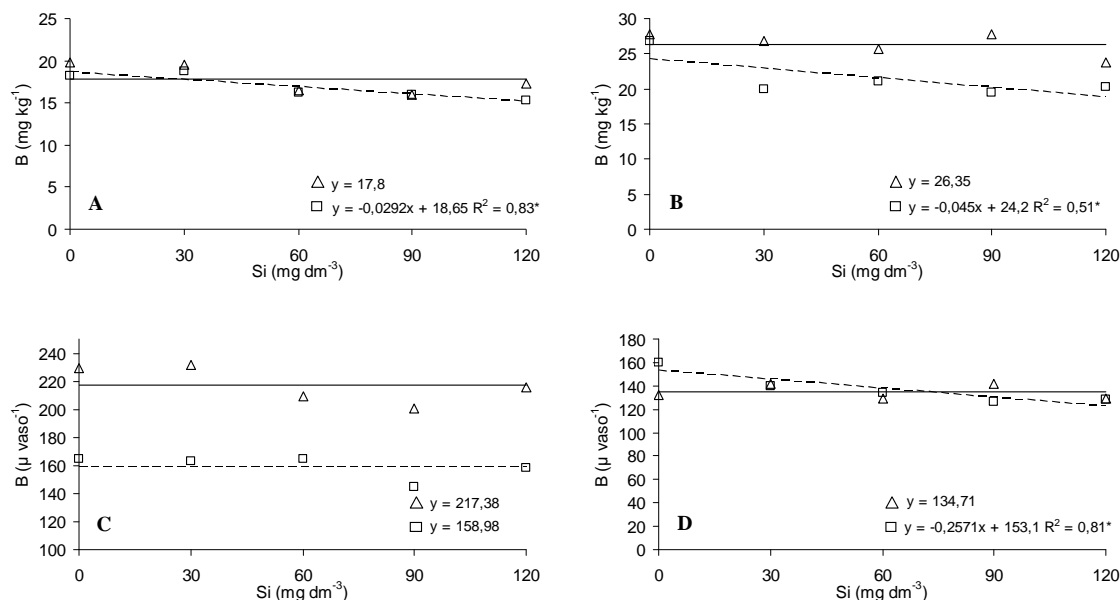 25
20
15
10
5
0
B (mg kg-1)
△ y = 17,8
□ y = -0,0292x + 18,65 R² = 0,83*
A
0 30 60 90 120
Si (mg dm-3)
30
25
20
15
10
5
0
B (mg kg-1)
△ y = 26,35
□ y = -0,045x + 24,2 R² = 0,51*
B
0 30 60 90 120
Si (mg dm-3)
240
220
200
180
160
140
120
100
B (µ vaso-1)
△ y = 217,38
□ y = 158,98
C
0 30 60 90 120
Si (mg dm-3)
180
160
140
120
100
80
60
40
20
0
B (µ vaso-1)
△ y = 134,71
□ y = -0,2571x + 153,1 R² = 0,81*
D
0 30 60 90 120
Si (mg dm-3)